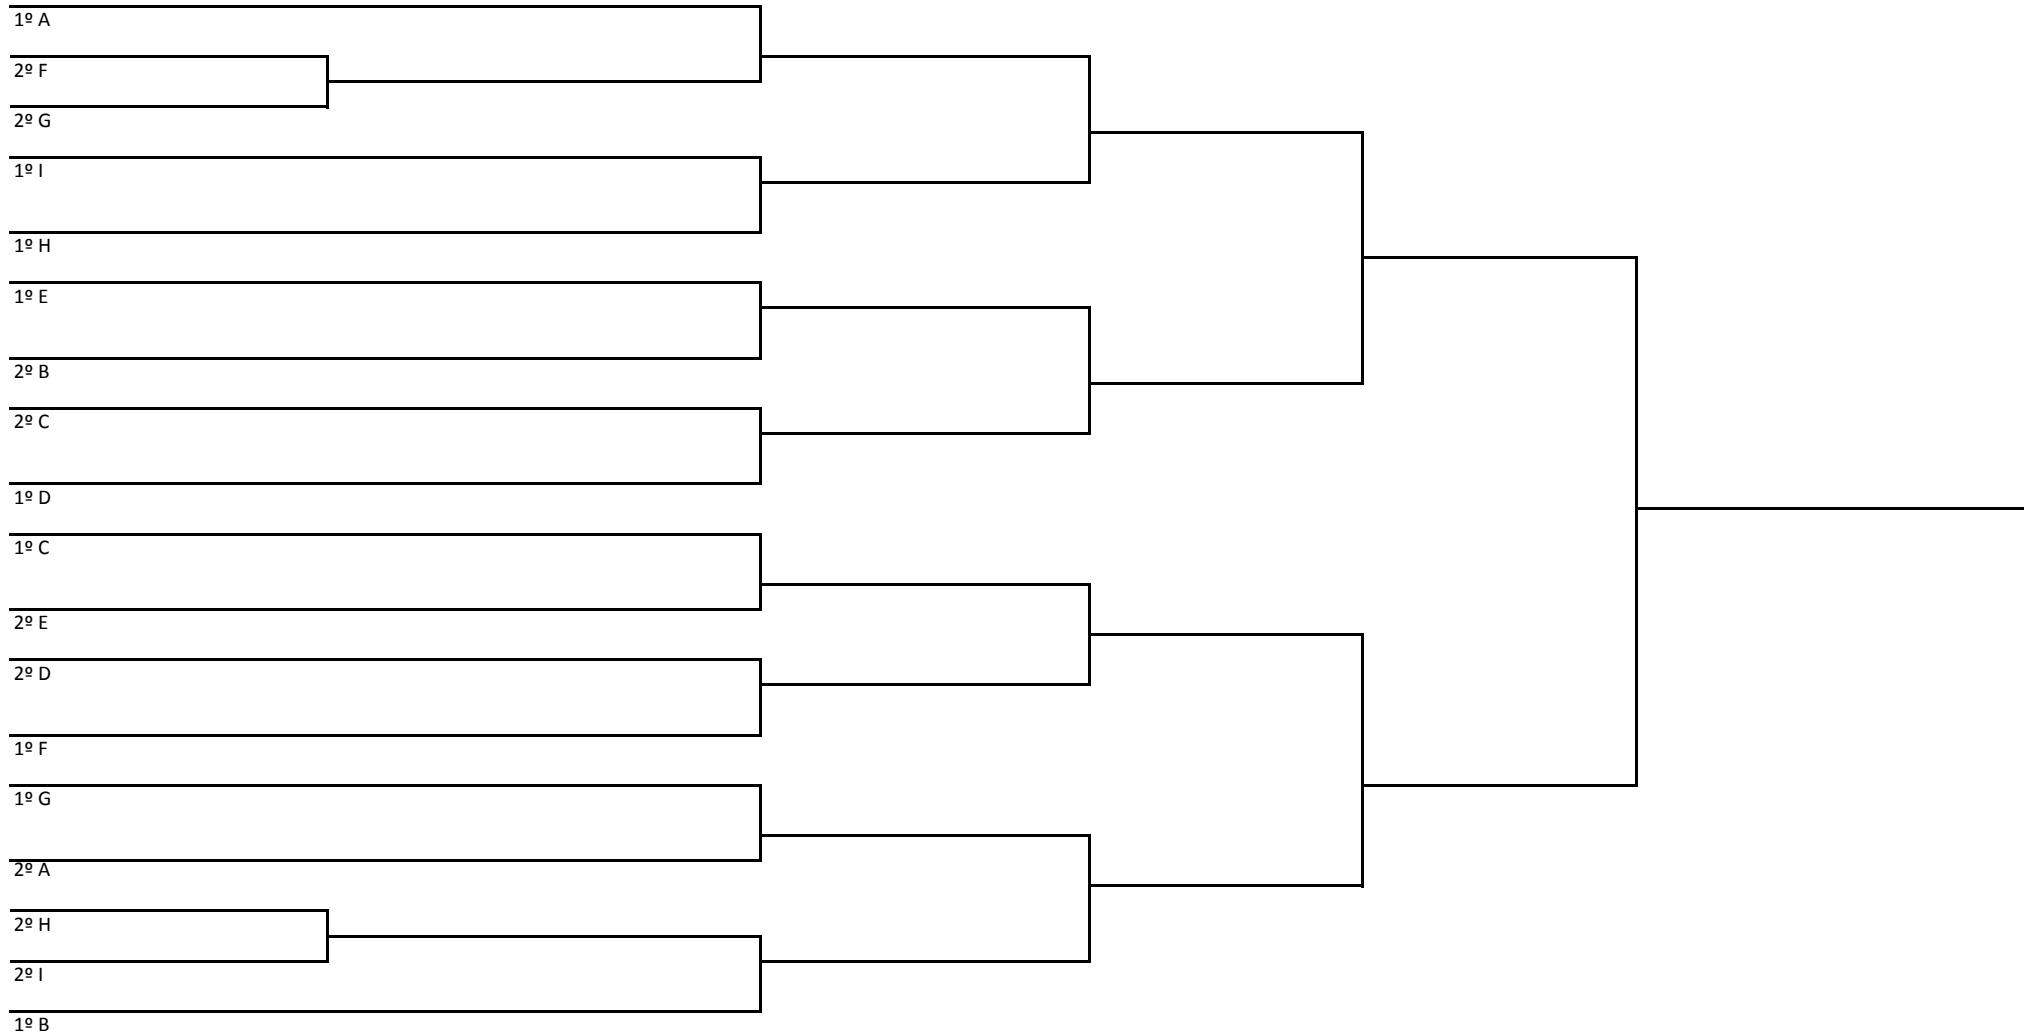 1º A
2º F
2º G
1º I
1º H
1º E
2º B
2º C
1º D
1º C
2º E
2º D
1º F
1º G
2º A
2º H
2º I
1º B